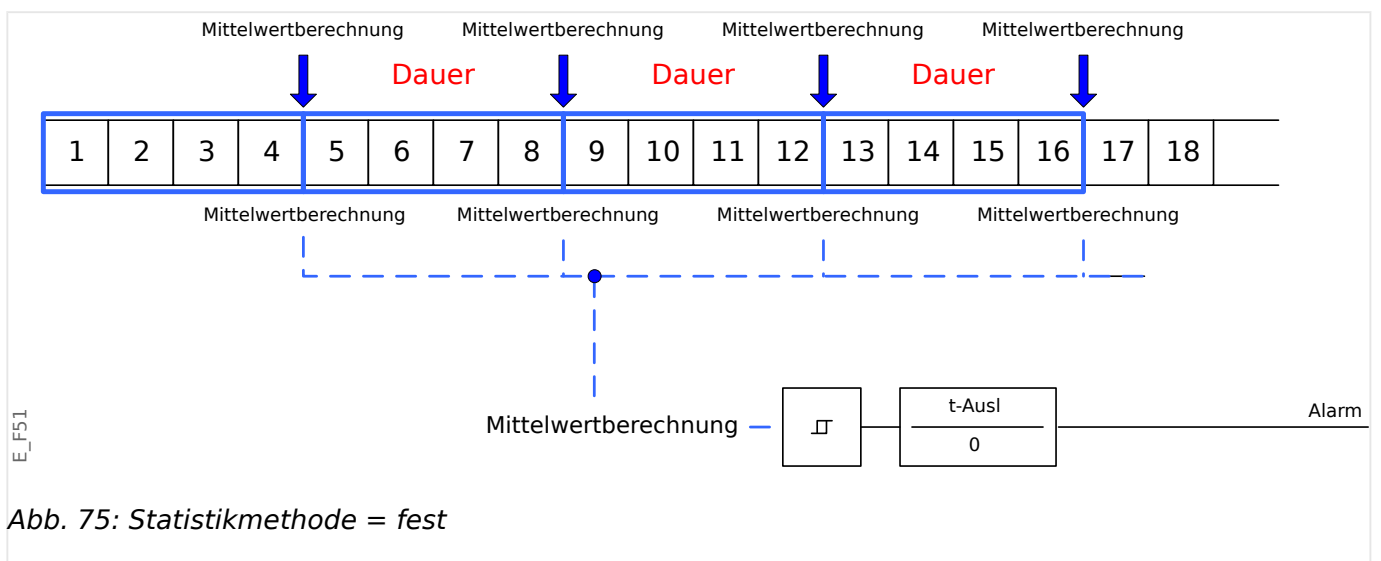 Mittelwertberechnung Mittelwertberechnung Mittelwertberechnung Mittelwertberechnung
Dauer Dauer Dauer
1 2 3 4 5 6 7 8 9 10 11 12 13 14 15 16 17 18
Mittelwertberechnung Mittelwertberechnung Mittelwertberechnung Mittelwertberechnung
Mittelwertberechnung
t-Ausl
0
Alarm
E_F51
Abb. 75: Statistikmethode = fest